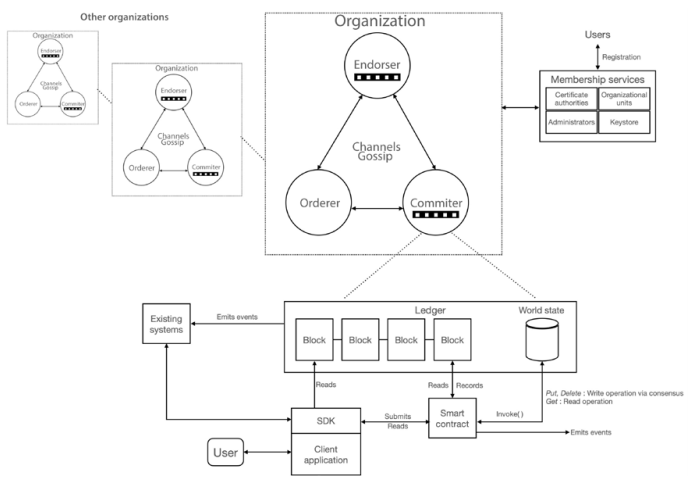 Other organizations
Organization
Endorser
Channels
Gossip
Orderer
Commiter
Organization
Endorser
Channels
Gossip
Orderer
Commiter
Organization
Endorser
Channels
Gossip
Orderer
Commiter
Users
Registration
Membership services
Certificate
authorities
Organizational
units
Administrators
Keystore
Ledger
World state
Block
Block
Block
Block
Existing
systems
Emits events
Reads
Reads
Records
Put, Delete : Write operation via consensus
Get : Read operation
SDK
Client
application
Submits
Reads
Smart
contract
Invoke( )
Emits events
User